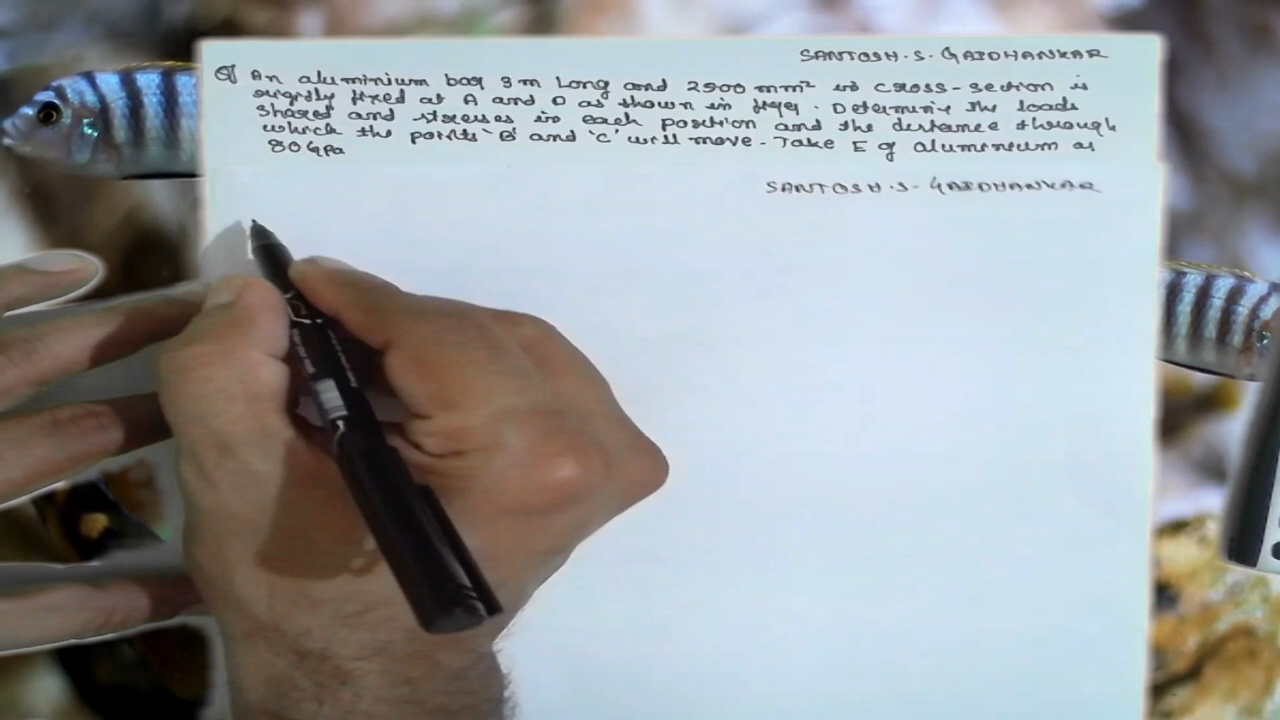 SANTOSH.S.GAIDHANKAR
Q] An aluminium bar 3m Long and 2500 mm² in cross-section is
rigidly fixed at A and D as shown in fig. Determine the loads
shared and stresses in each portion and the distance through
which the points 'B' and 'C' will move. Take E of aluminium as
80 GPa
SANTOSH.S.GAIDHANKAR